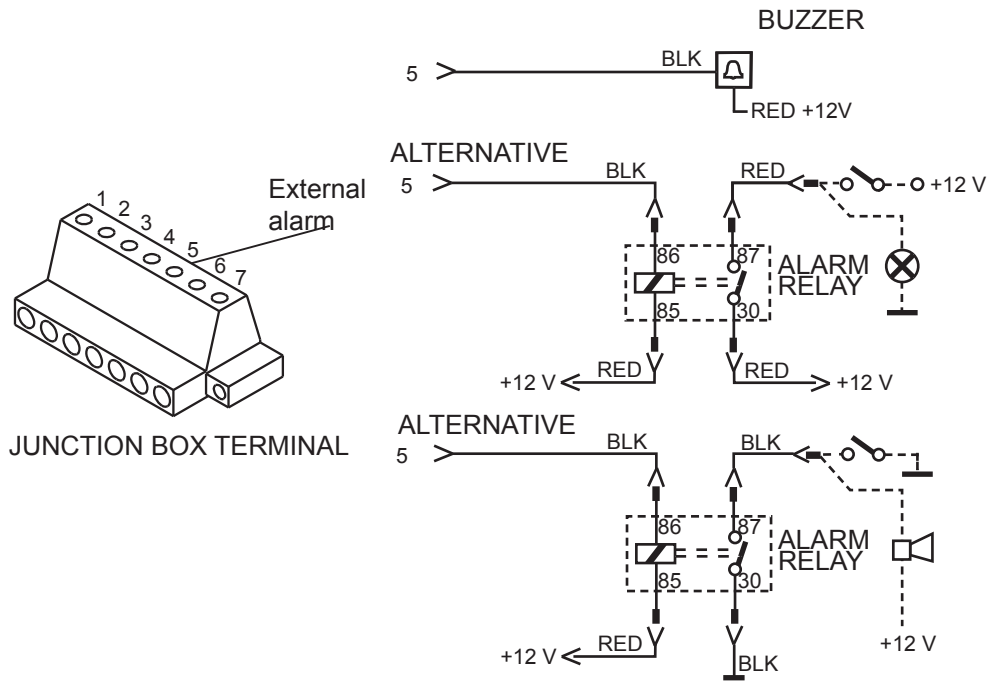 BUZZER
BLK
5
RED +12V
ALTERNATIVE
5
BLK
RED
+12 V
External
alarm
1 2 3 4 5 6 7
86
87
ALARM
RELAY
85
30
RED
RED
+12 V
+12 V
JUNCTION BOX TERMINAL
ALTERNATIVE
5
BLK
BLK
86
87
ALARM
RELAY
85
30
RED
+12 V
BLK
+12 V